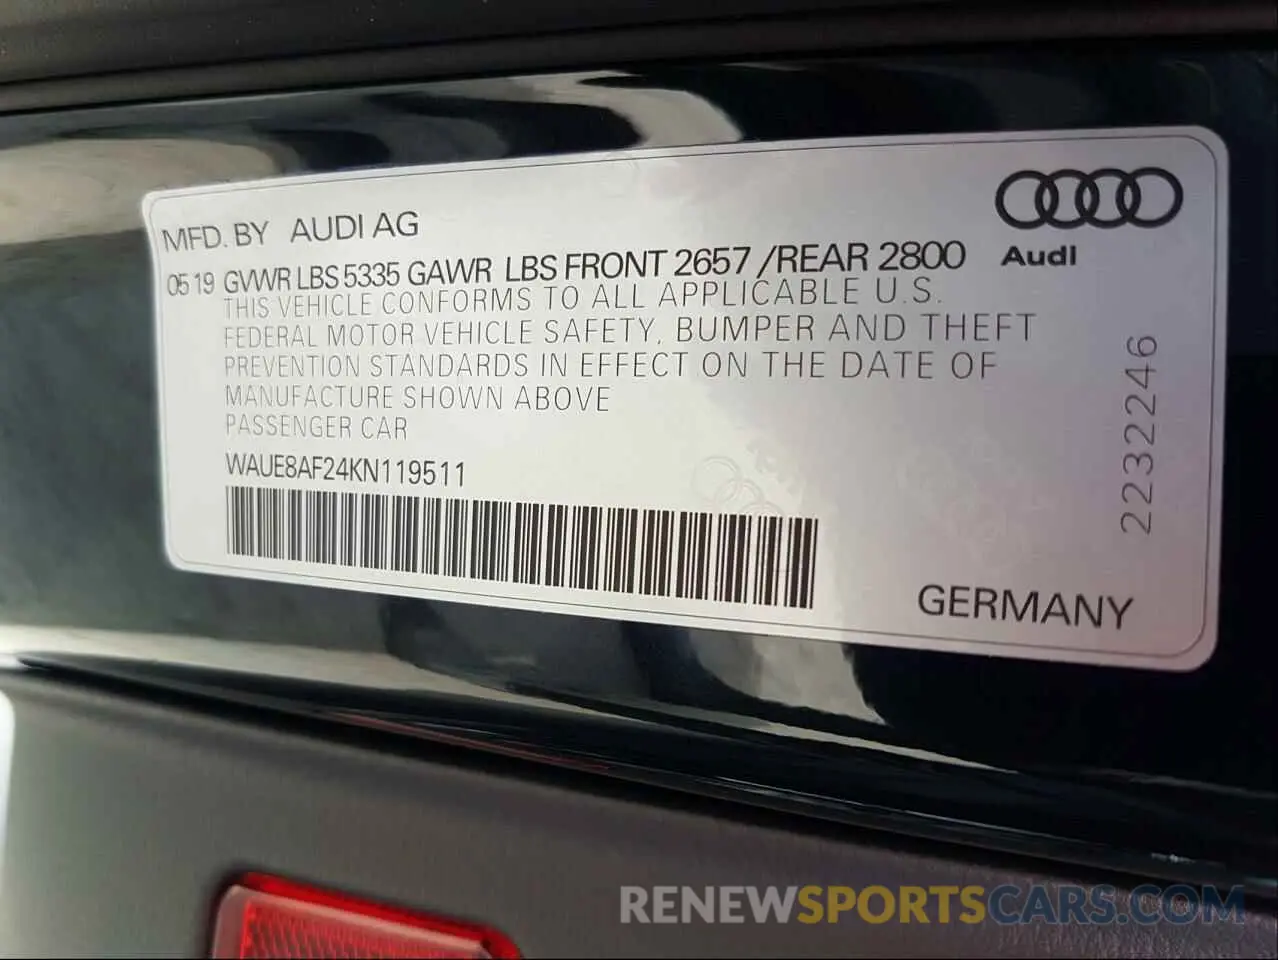 MFD. BY AUDI AG
05 19 GVWR LBS 5335 GAWR LBS FRONT 2657 /REAR 2800
Audi
THIS VEHICLE CONFORMS TO ALL APPLICABLE U.S.
FEDERAL MOTOR VEHICLE SAFETY, BUMPER AND THEFT
PREVENTION STANDARDS IN EFFECT ON THE DATE OF
MANUFACTURE SHOWN ABOVE
PASSENGER CAR
WAUE8AF24KN119511
2232246
GERMANY
RENEWSPORTSCARS.COM